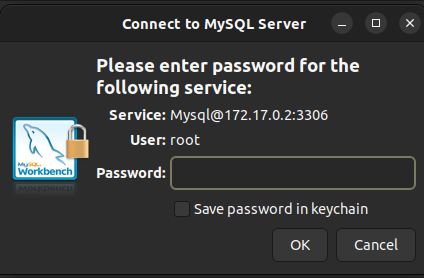 Connect to MySQL Server
Please enter password for the
following service:
Service: Mysql@172.17.0.2:3306
User: root
Password:
MySQL
Workbench
Save password in keychain
OK Cancel